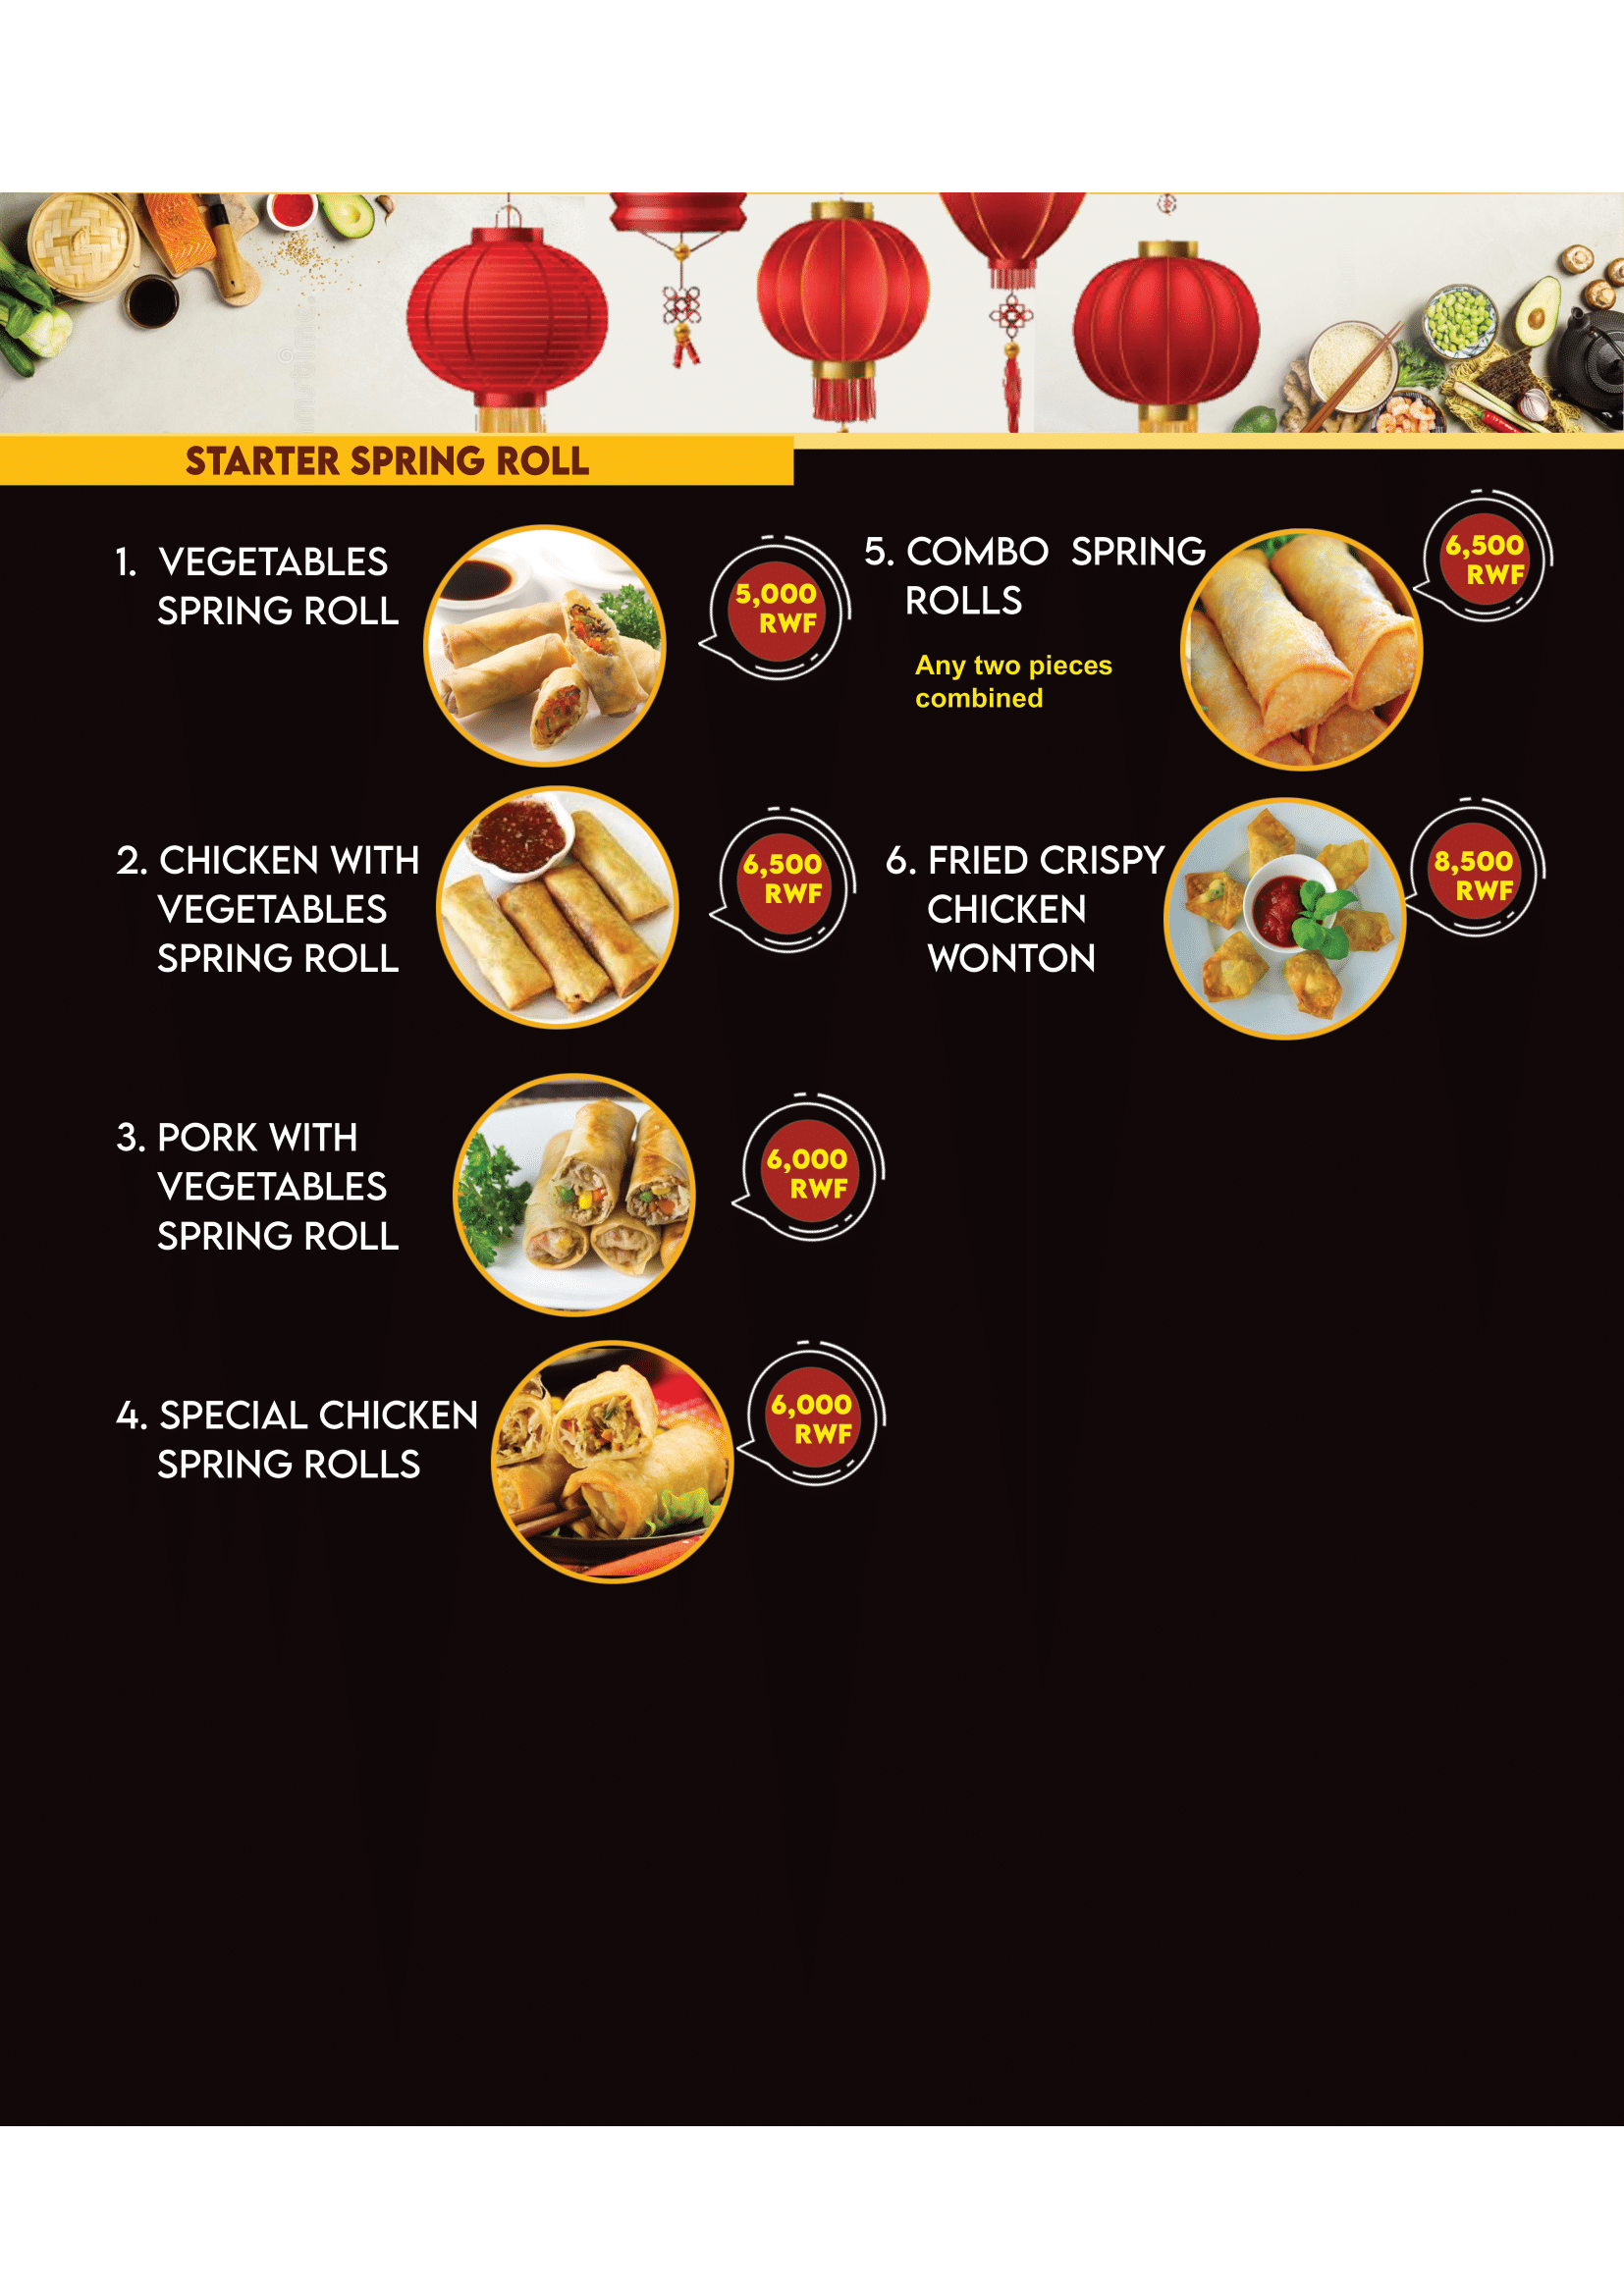 STARTER SPRING ROLL
1. VEGETABLES
SPRING ROLL
5,000
RWF
2. CHICKEN WITH
VEGETABLES
SPRING ROLL
6,500
RWF
3. PORK WITH
VEGETABLES
SPRING ROLL
6,000
RWF
4. SPECIAL CHICKEN
SPRING ROLLS
6,000
RWF
5. COMBO SPRING
ROLLS
Any two pieces
combined
6,500
RWF
6. FRIED CRISPY
CHICKEN
WONTON
8,500
RWF